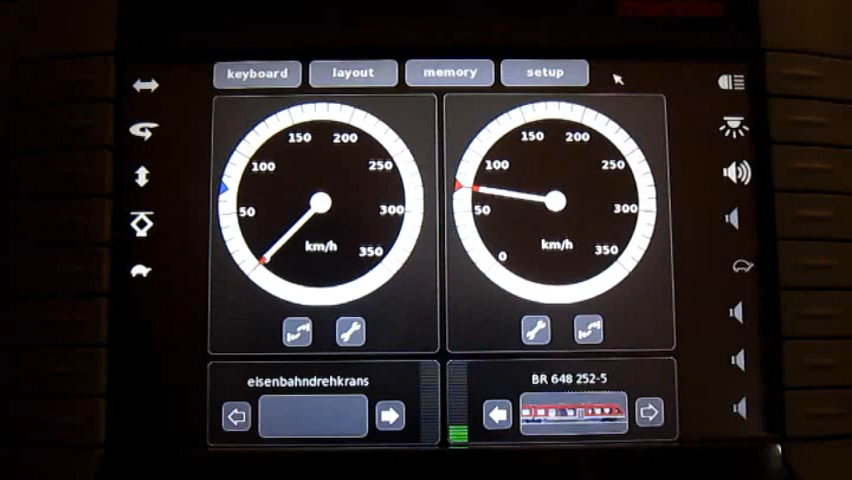 keyboard layout memory setup
150 200
100 250
50 300
km/h 350
150 200
100 250
50 300
km/h
0 350
eisenbahndrehkrans
BR 648 252-5